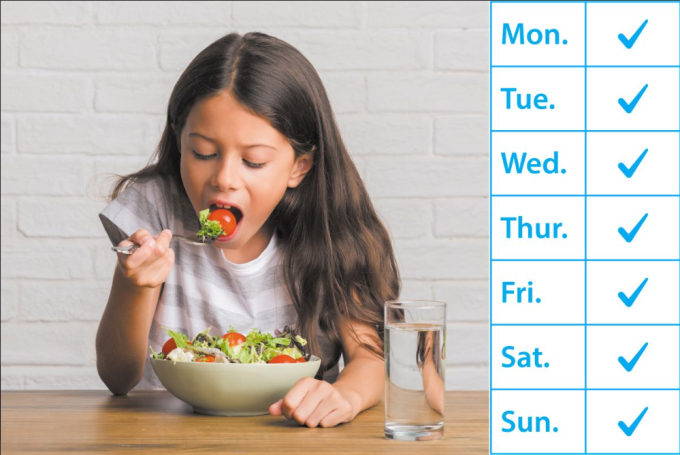 Mon. ✓
Tue. ✓
Wed. ✓
Thur. ✓
Fri. ✓
Sat. ✓
Sun. ✓